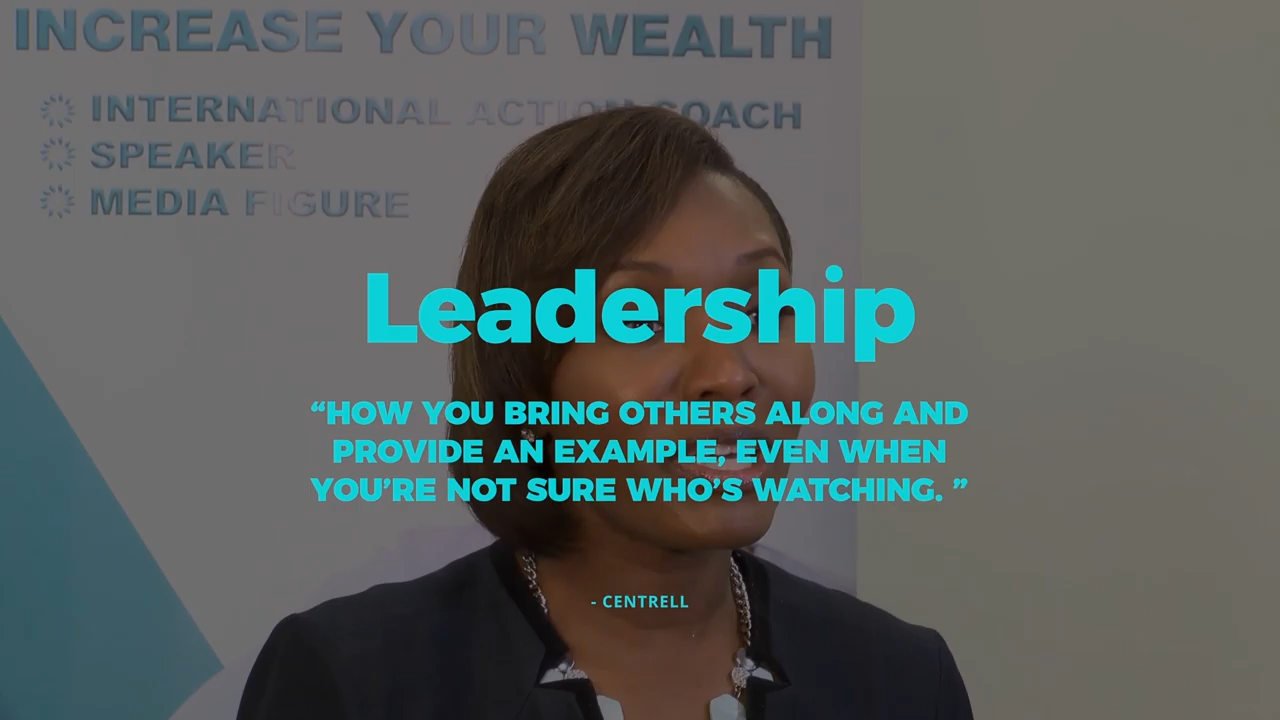 INCREASE YOUR WEALTH
INTERNATIONAL ACTION COACH
SPEAKER
MEDIA FIGURE
Leadership
“HOW YOU BRING OTHERS ALONG AND
PROVIDE AN EXAMPLE, EVEN WHEN
YOU’RE NOT SURE WHO’S WATCHING. ”
- CENTRELL